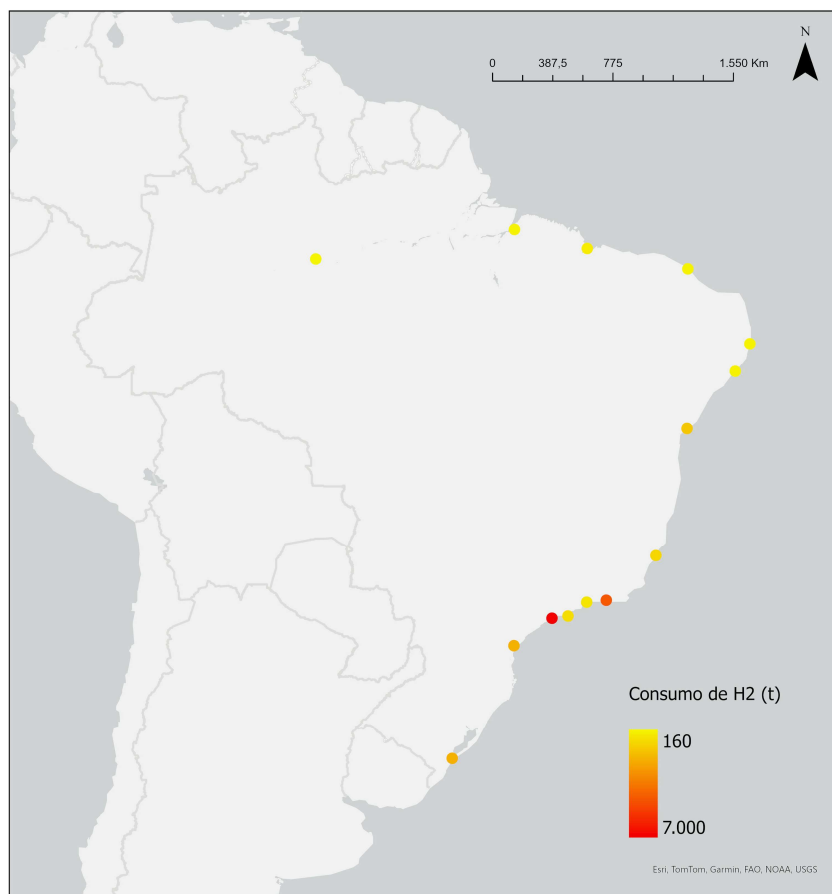 N
0 387,5 775 1.550 Km
Consumo de H2 (t)
160
7.000
Esri, TomTom, Garmin, FAO, NOAA, USGS